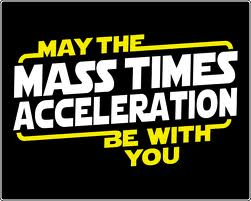 MAY THE
MASS TIMES
ACCELERATION
BE WITH
YOU